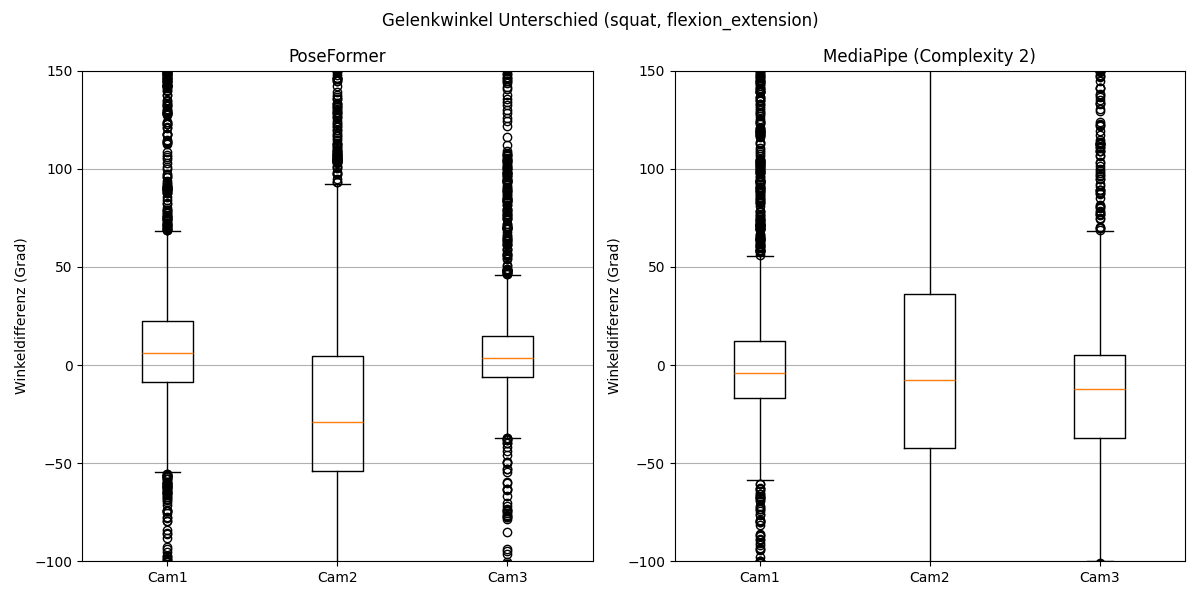 Gelenkwinkel Unterschied (squat, flexion_extension)
PoseFormer
Winkeldifferenz (Grad)
150
100
50
0
−50
−100
Cam1 Cam2 Cam3
MediaPipe (Complexity 2)
Winkeldifferenz (Grad)
150
100
50
0
−50
−100
Cam1 Cam2 Cam3